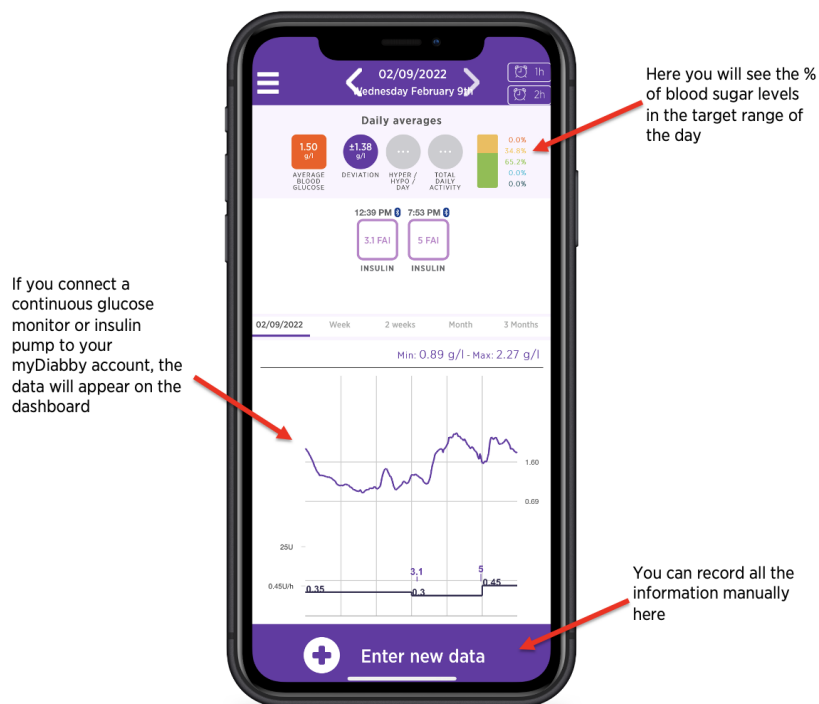 02/09/2022
Wednesday February 9th
1h
2h
Daily averages
1.50
g/l
AVERAGE
BLOOD
GLUCOSE
±1.38
g/l
DEVIATION
...
HYPER /
HYPO /
DAY
...
TOTAL
DAILY
ACTIVITY
0.0%
34.8%
65.2%
0.0%
0.0%
Here you will see the %
of blood sugar levels
in the target range of
the day
12:39 PM 7:53 PM
3.1 FAI 5 FAI
INSULIN INSULIN
If you connect a
continuous glucose
monitor or insulin
pump to your
myDiabby account, the
data will appear on the
dashboard
02/09/2022 Week 2 weeks Month 3 Months
Min: 0.89 g/l - Max: 2.27 g/l
1.60
0.69
25U
3.1 5
0.45U/h 0.35 0.3 0.45
You can record all the
information manually
here
Enter new data